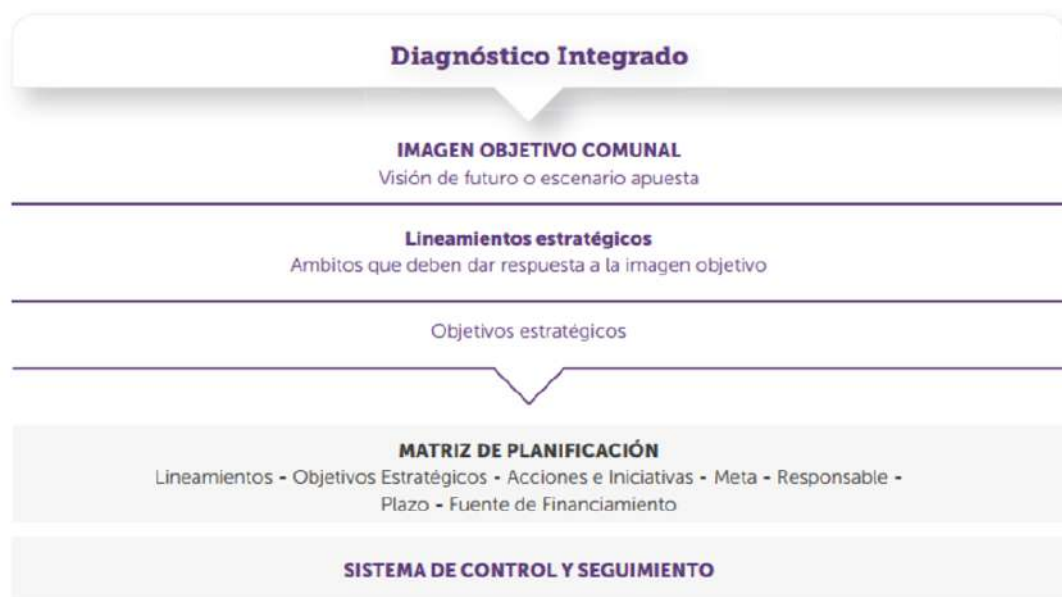 Diagnóstico Integrado
IMAGEN OBJETIVO COMUNAL
Visión de futuro o escenario apuesta
Lineamientos estratégicos
Ambitos que deben dar respuesta a la imagen objetivo
Objetivos estratégicos
MATRIZ DE PLANIFICACIÓN
Lineamientos - Objetivos Estratégicos - Acciones e Iniciativas - Meta - Responsable -
Plazo - Fuente de Financiamiento
SISTEMA DE CONTROL Y SEGUIMIENTO